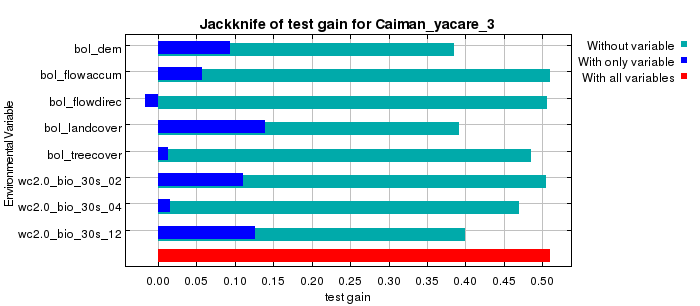 Jackknife of test gain for Caiman_yacare_3
Environmental Variable
bol_dem
bol_flowaccum
bol_flowdirec
bol_landcover
bol_treecover
wc2.0_bio_30s_02
wc2.0_bio_30s_04
wc2.0_bio_30s_12
0.00 0.05 0.10 0.15 0.20 0.25 0.30 0.35 0.40 0.45 0.50
test gain
Without variable
With only variable
With all variables